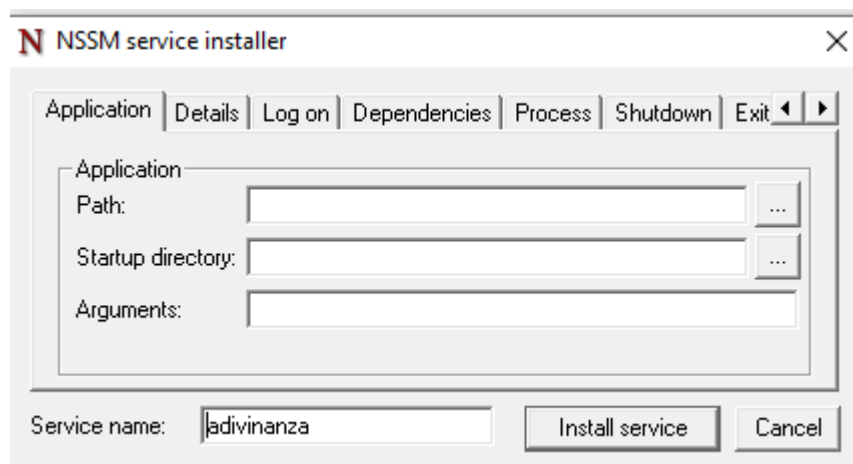 N NSSM service installer
Application Details Log on Dependencies Process Shutdown Exit
Application
Path:
...
Startup directory:
...
Arguments:
Service name: adivinanza Install service Cancel